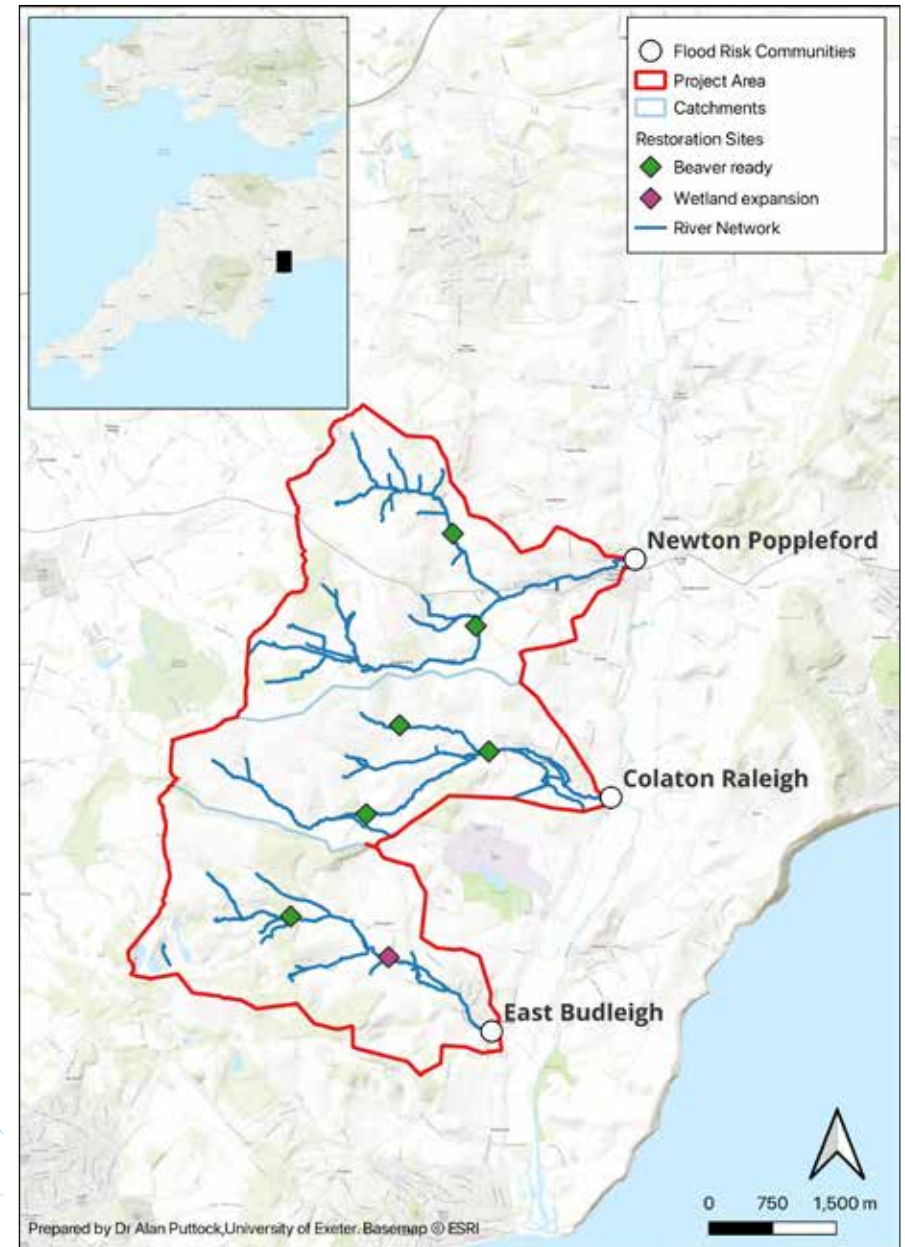 Flood Risk Communities
Project Area
Catchments
Restoration Sites
Beaver ready
Wetland expansion
River Network
Newton Poppleford
Colaton Raleigh
East Budleigh
0 750 1,500 m
Prepared by Dr Alan Puttock,University of Exeter. Basemap © ESRI